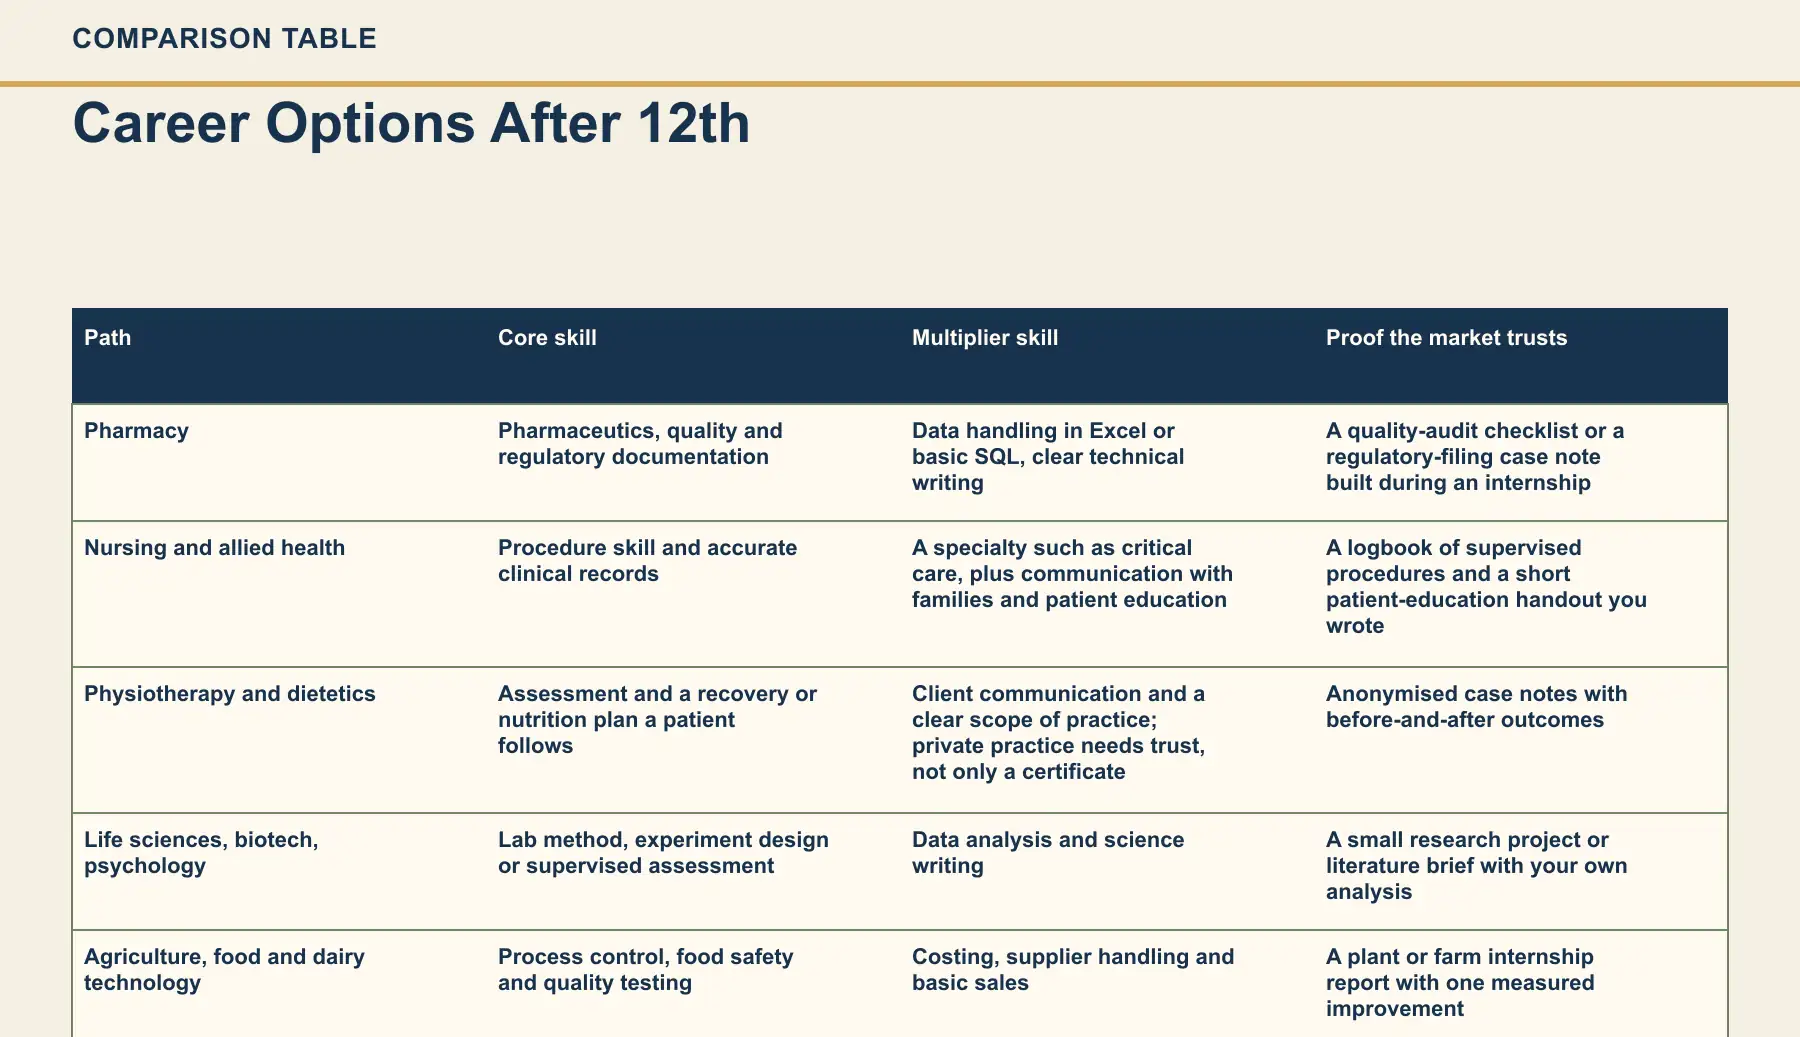 COMPARISON TABLE
Career Options After 12th
Path
Core skill
Multiplier skill
Proof the market trusts
Pharmacy
Pharmaceutics, quality and
regulatory documentation
Data handling in Excel or
basic SQL, clear technical
writing
A quality-audit checklist or a
regulatory-filing case note
built during an internship
Nursing and allied health
Procedure skill and accurate
clinical records
A specialty such as critical
care, plus communication with
families and patient education
A logbook of supervised
procedures and a short
patient-education handout you
wrote
Physiotherapy and dietetics
Assessment and a recovery or
nutrition plan a patient
follows
Client communication and a
clear scope of practice;
private practice needs trust,
not only a certificate
Anonymised case notes with
before-and-after outcomes
Life sciences, biotech,
psychology
Lab method, experiment design
or supervised assessment
Data analysis and science
writing
A small research project or
literature brief with your own
analysis
Agriculture, food and dairy
technology
Process control, food safety
and quality testing
Costing, supplier handling and
basic sales
A plant or farm internship
report with one measured
improvement